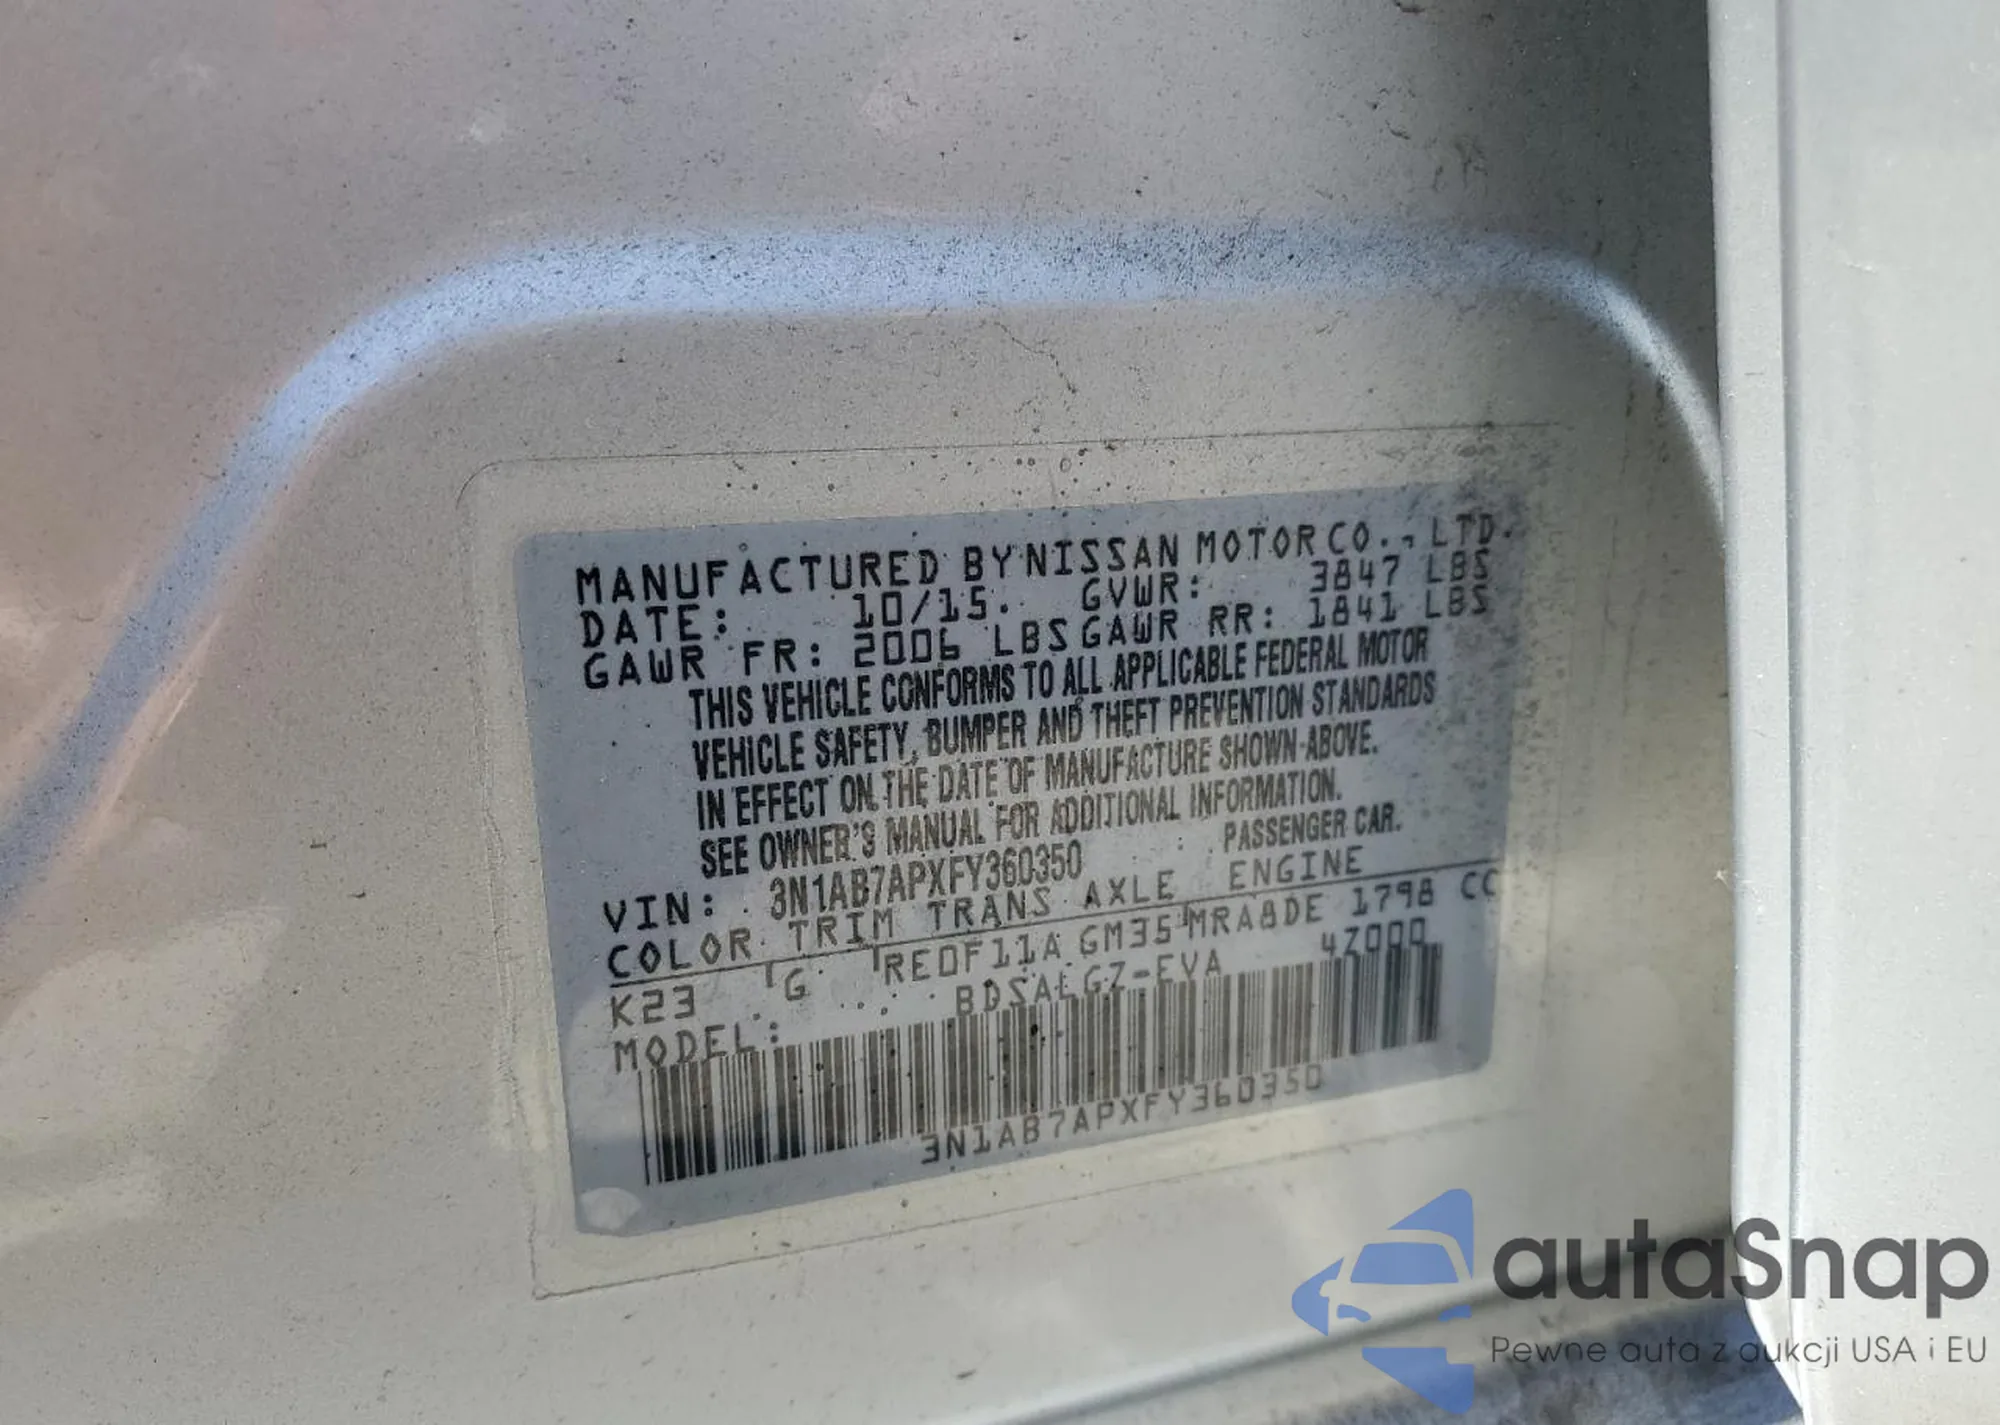 MANUFACTURED BY NISSAN MOTOR CO., LTD.
DATE: 10/15. GVWR: 3847 LBS
GAWR FR: 2006 LBS GAWR RR: 1841 LBS
THIS VEHICLE CONFORMS TO ALL APPLICABLE FEDERAL MOTOR
VEHICLE SAFETY, BUMPER AND THEFT PREVENTION STANDARDS
IN EFFECT ON THE DATE OF MANUFACTURE SHOWN ABOVE.
SEE OWNER'S MANUAL FOR ADDITIONAL INFORMATION.
VIN: 3N1AB7APXFY360350 PASSENGER CAR.
COLOR TRIM TRANS AXLE ENGINE
K23 G RE0F11A GM35 MRA8DE 1798 CC
MODEL: BDSALGZ-EVA 4Z000
3N1AB7APXFY360350
autaSnap
Pewne auta z aukcji USA i EU